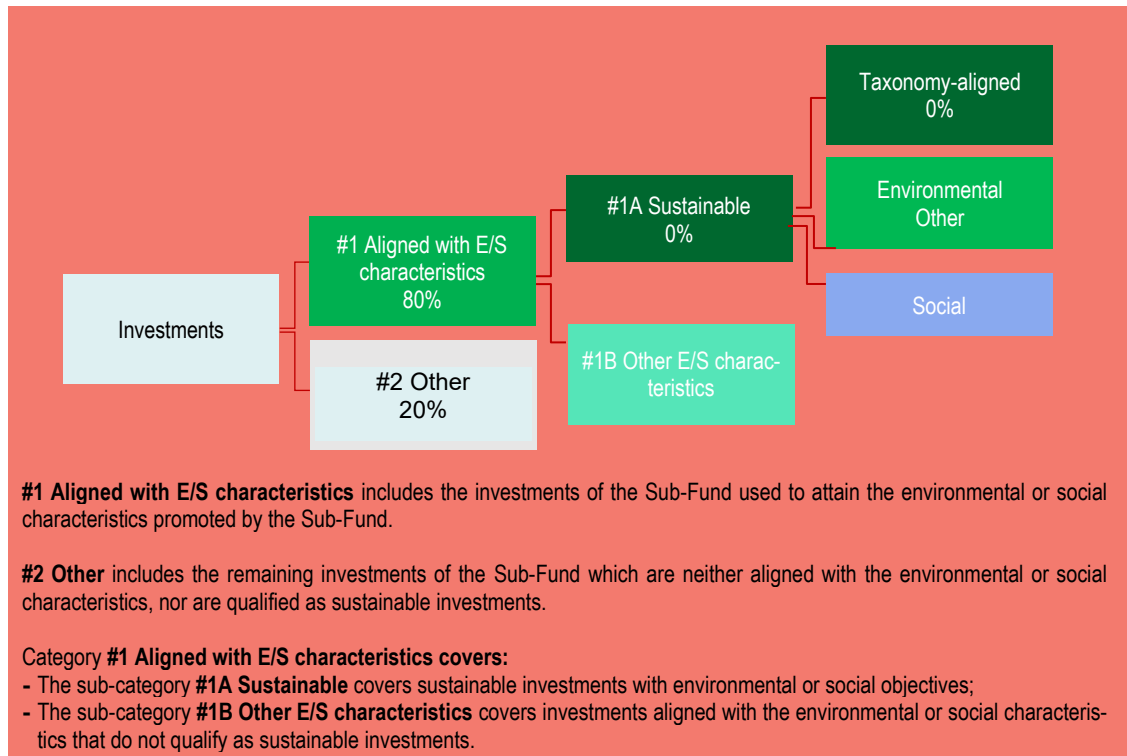 Taxonomy-aligned
0%
#1A Sustainable
0%
Environmental
Other
#1 Aligned with E/S
characteristics
80%
Social
Investments
#1B Other E/S charac-
teristics
#2 Other
20%
#1 Aligned with E/S characteristics includes the investments of the Sub-Fund used to attain the environmental or social
characteristics promoted by the Sub-Fund.
#2 Other includes the remaining investments of the Sub-Fund which are neither aligned with the environmental or social
characteristics, nor are qualified as sustainable investments.
Category #1 Aligned with E/S characteristics covers:
- The sub-category #1A Sustainable covers sustainable investments with environmental or social objectives;
- The sub-category #1B Other E/S characteristics covers investments aligned with the environmental or social characteris-
tics that do not qualify as sustainable investments.